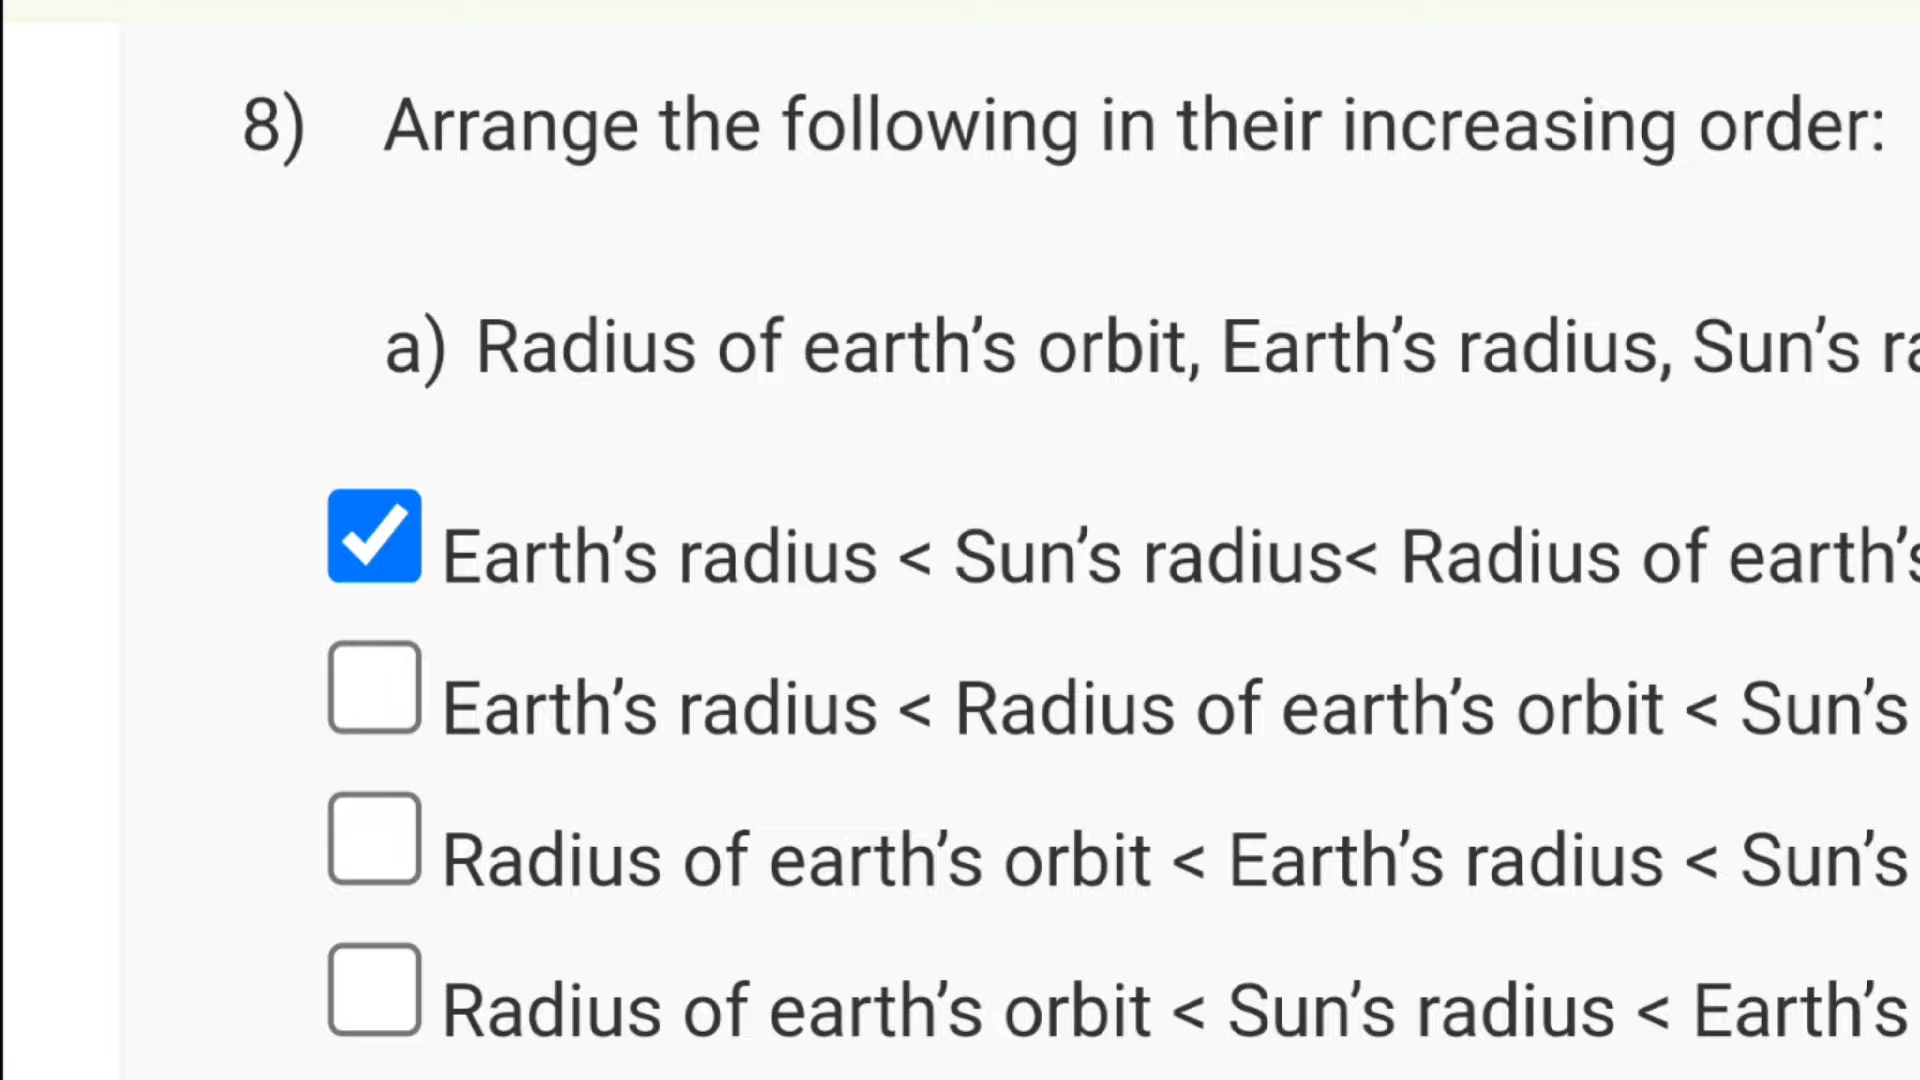 8) Arrange the following in their increasing order:
a) Radius of earth’s orbit, Earth’s radius, Sun’s
Earth’s radius < Sun’s radius< Radius of earth’s
Earth’s radius < Radius of earth’s orbit < Sun’s
Radius of earth’s orbit < Earth’s radius < Sun’s
Radius of earth’s orbit < Sun’s radius < Earth’s